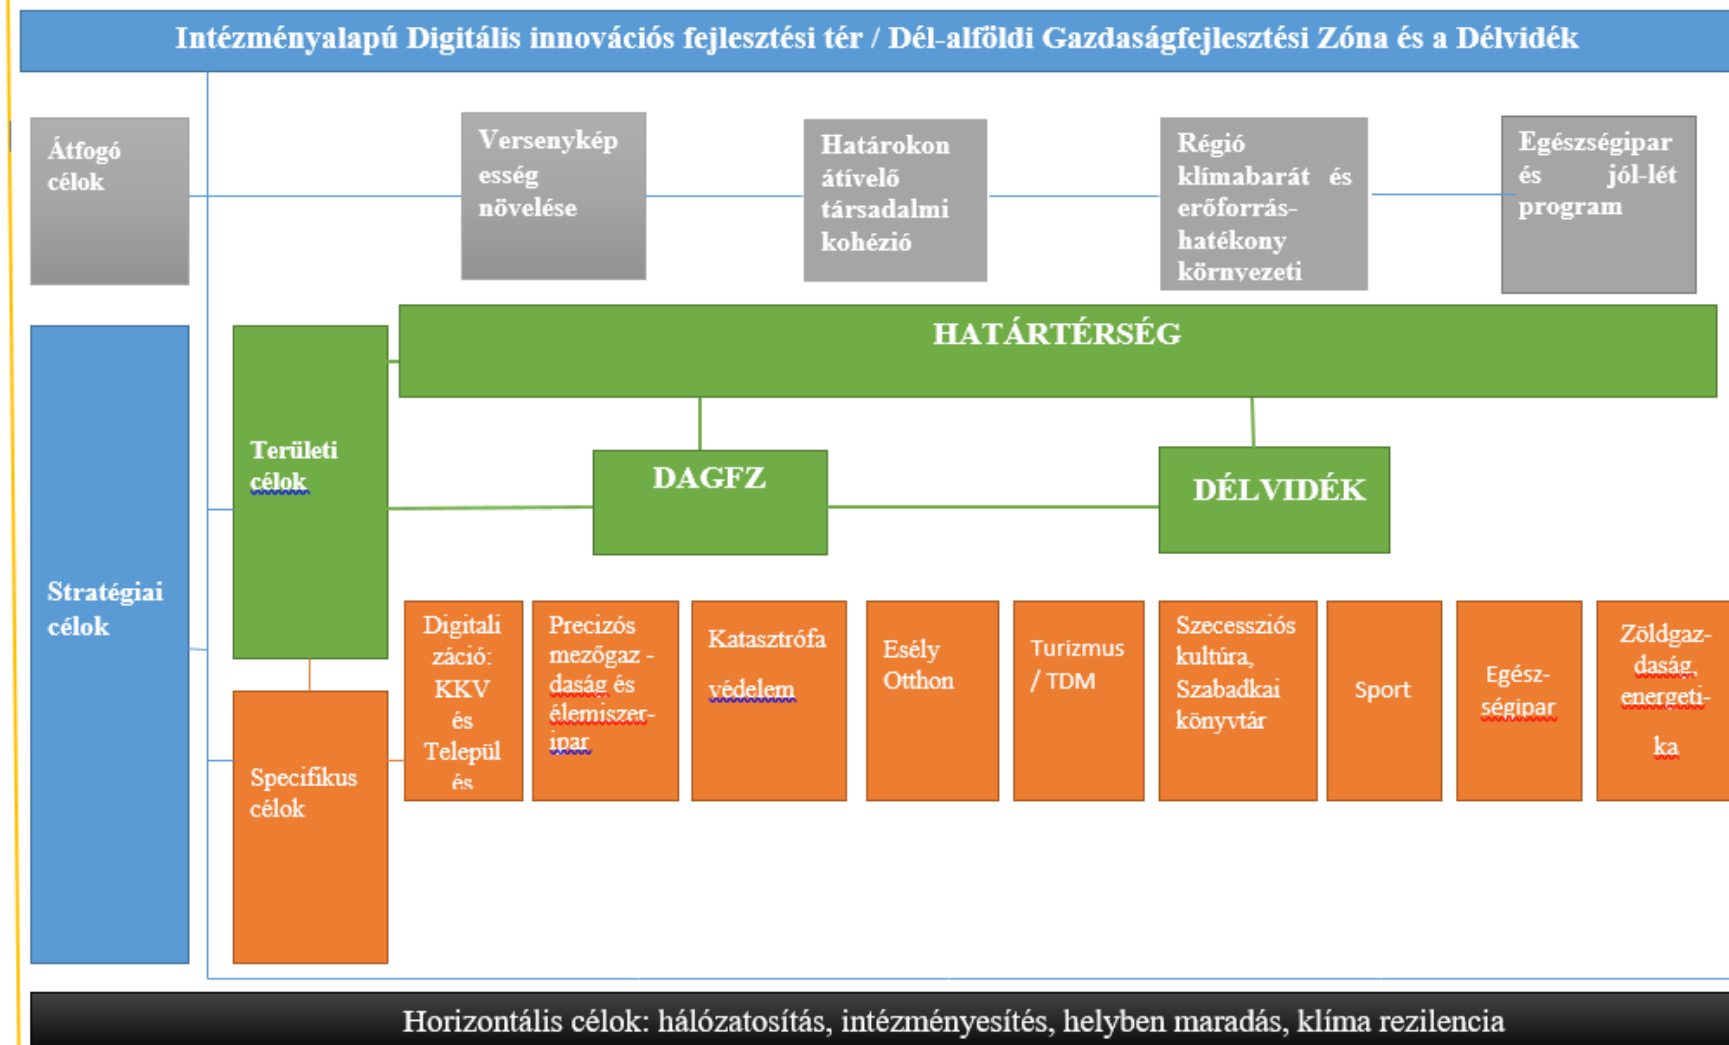 Intézményalapú Digitális innovációs fejlesztési tér / Dél-alföldi Gazdaságfejlesztési Zóna és a Délvidék
Átfogó
célok
Versenykép
esség
növelése
Határokon
átívelő
társadalmi
kohézió
Régió
klímabarát és
erőforrás-
hatékony
környezeti
Egészségipar
és jól-lét
program
Stratégiai
célok
Területi
célok
HATÁRTÉRSÉG
DAGFZ
DÉLVIDÉK
Specifikus
célok
Digitali
záció:
KKV
és
Települ
és
Precizós
mezőgaz -
daság és
élemiszer-
ipar
Katasztrófa
védelem
Esély
Otthon
Turizmus
/ TDM
Szecessziós
kultúra,
Szabadkai
könyvtár
Sport
Egész-
ségipar
Zöldgaz-
daság,
energeti-
ka
Horizontális célok: hálózatosítás, intézményesítés, helyben maradás, klíma rezilencia